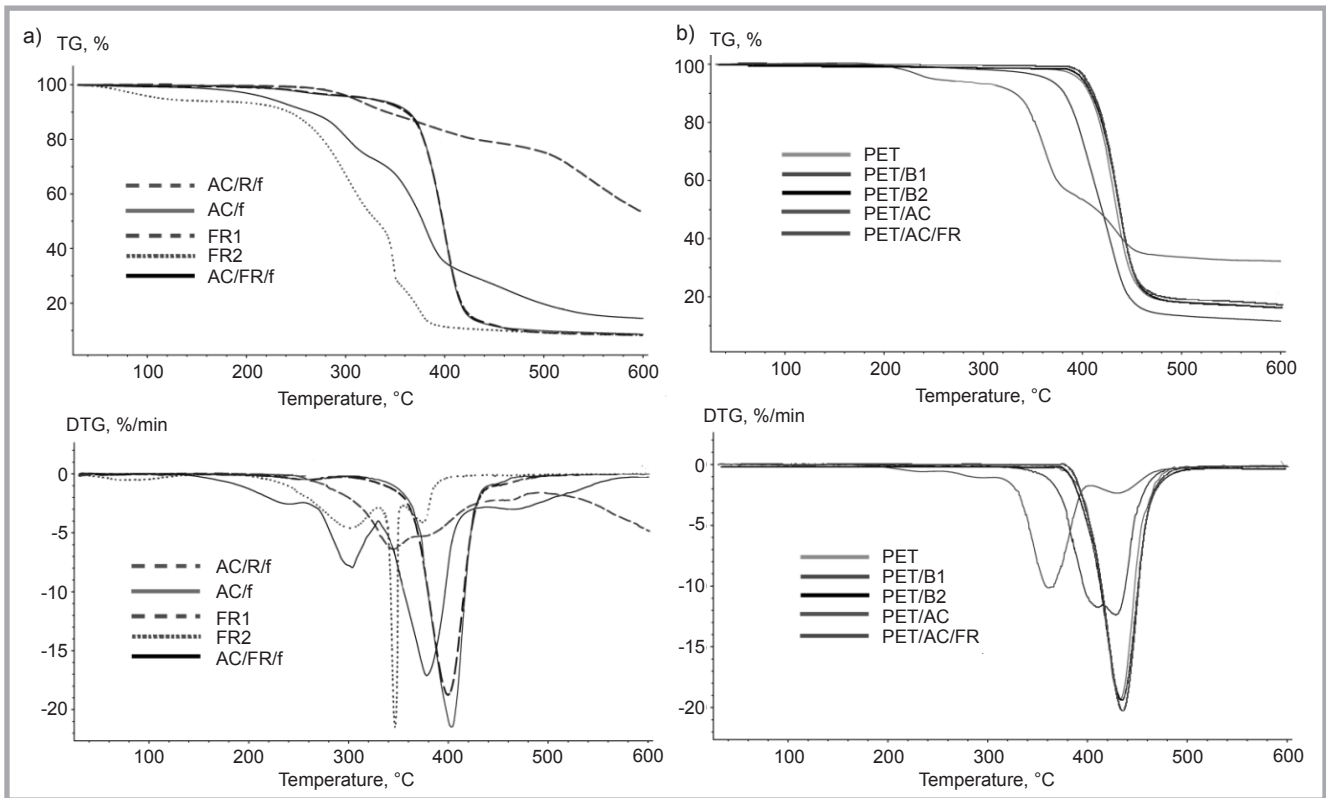 a)
TG, %
100
80
60
40
20
AC/R/f
AC/f
FR1
FR2
AC/FR/f
100 200 300 400 500 600
Temperature, °C
DTG, %/min
0
-5
-10
-15
-20
AC/R/f
AC/f
FR1
FR2
AC/FR/f
100 200 300 400 500 600
Temperature, °C
b)
TG, %
100
80
60
40
20
PET
PET/B1
PET/B2
PET/AC
PET/AC/FR
100 200 300 400 500 600
Temperature, °C
DTG, %/min
0
-5
-10
-15
-20
PET
PET/B1
PET/B2
PET/AC
PET/AC/FR
100 200 300 400 500 600
Temperature, °C